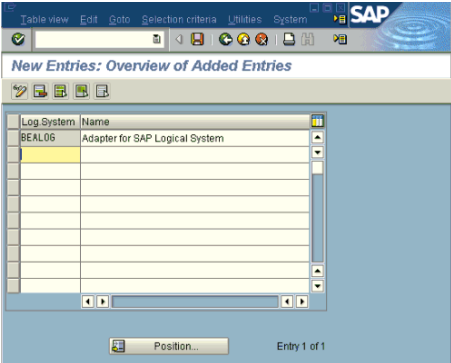 Table view Edit Goto Selection criteria Utilities System
SAP
New Entries: Overview of Added Entries
Log.System Name
BEALOG Adapter for SAP Logical System
Position... Entry 1 of 1